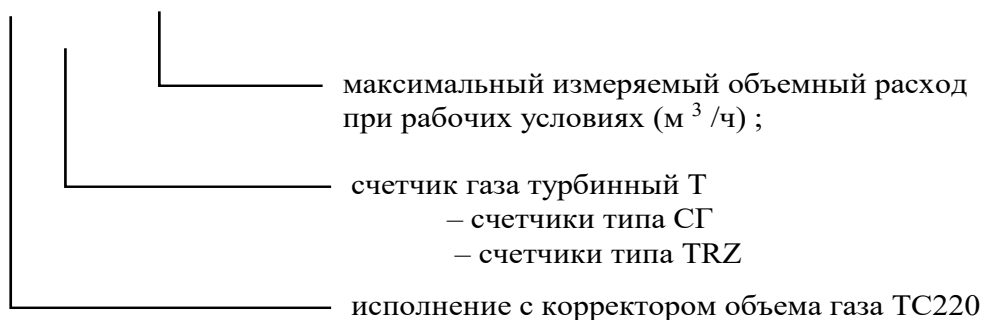 максимальный измеряемый объемный расход
при рабочих условиях (м ³ /ч) ;
счетчик газа турбинный Т
– счетчики типа СГ
– счетчики типа TRZ
исполнение с корректором объема газа ТС220